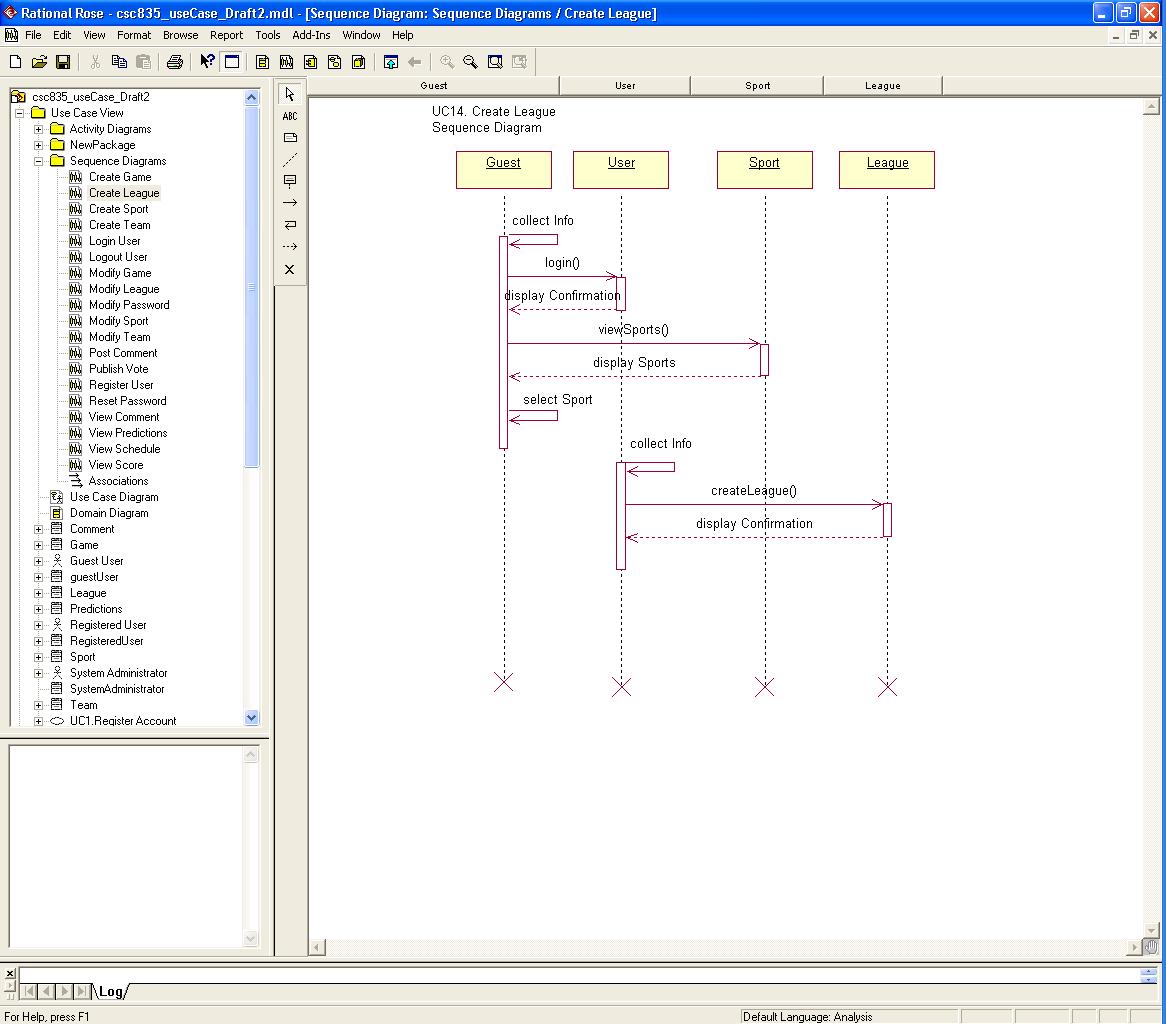 Rational Rose - csc835_useCase_Draft2.mdl - [Sequence Diagram: Sequence Diagrams / Create League]
File Edit View Format Browse Report Tools Add-Ins Window Help
csc835_useCase_Draft2
Use Case View
Activity Diagrams
NewPackage
Sequence Diagrams
Create Game
Create League
Create Sport
Create Team
Login User
Logout User
Modify Game
Modify League
Modify Password
Modify Sport
Modify Team
Post Comment
Publish Vote
Register User
Reset Password
View Comment
View Predictions
View Schedule
View Score
Associations
Use Case Diagram
Domain Diagram
Comment
Game
Guest User
guestUser
League
Predictions
Registered User
RegisteredUser
Sport
System Administrator
SystemAdministrator
Team
UC1.Register Account
ABC
Guest User Sport League
UC14. Create League
Sequence Diagram
Guest User Sport League
collect Info
login()
display Confirmation
viewSports()
display Sports
select Sport
collect Info
createLeague()
display Confirmation
Log
For Help, press F1
Default Language: Analysis